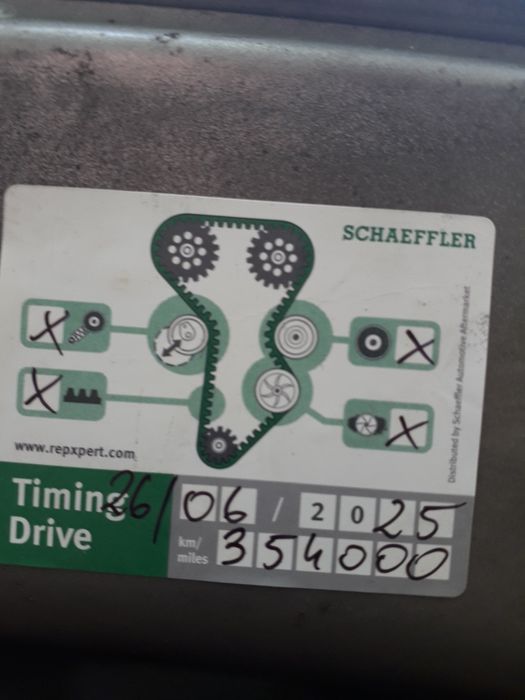 SCHAEFFLER
X
X
X
X
Distributed by Schaeffler Automotive Aftermarket
www.repxpert.com
Timing 26/06 / 2025
Drive km/ miles 354000